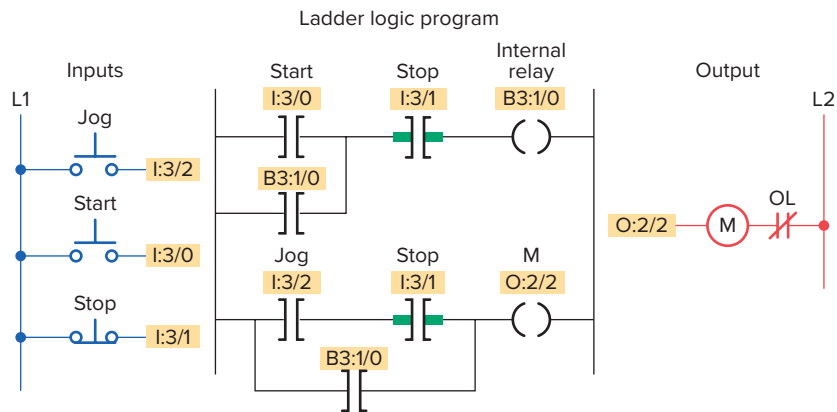 Ladder logic program
Inputs
L1
Jog
I:3/2
Start
I:3/0
Stop
I:3/1
Start
I:3/0
Stop
I:3/1
Internal
relay
B3:1/0
B3:1/0
Jog
I:3/2
Stop
I:3/1
M
O:2/2
B3:1/0
Output
L2
O:2/2
M
OL